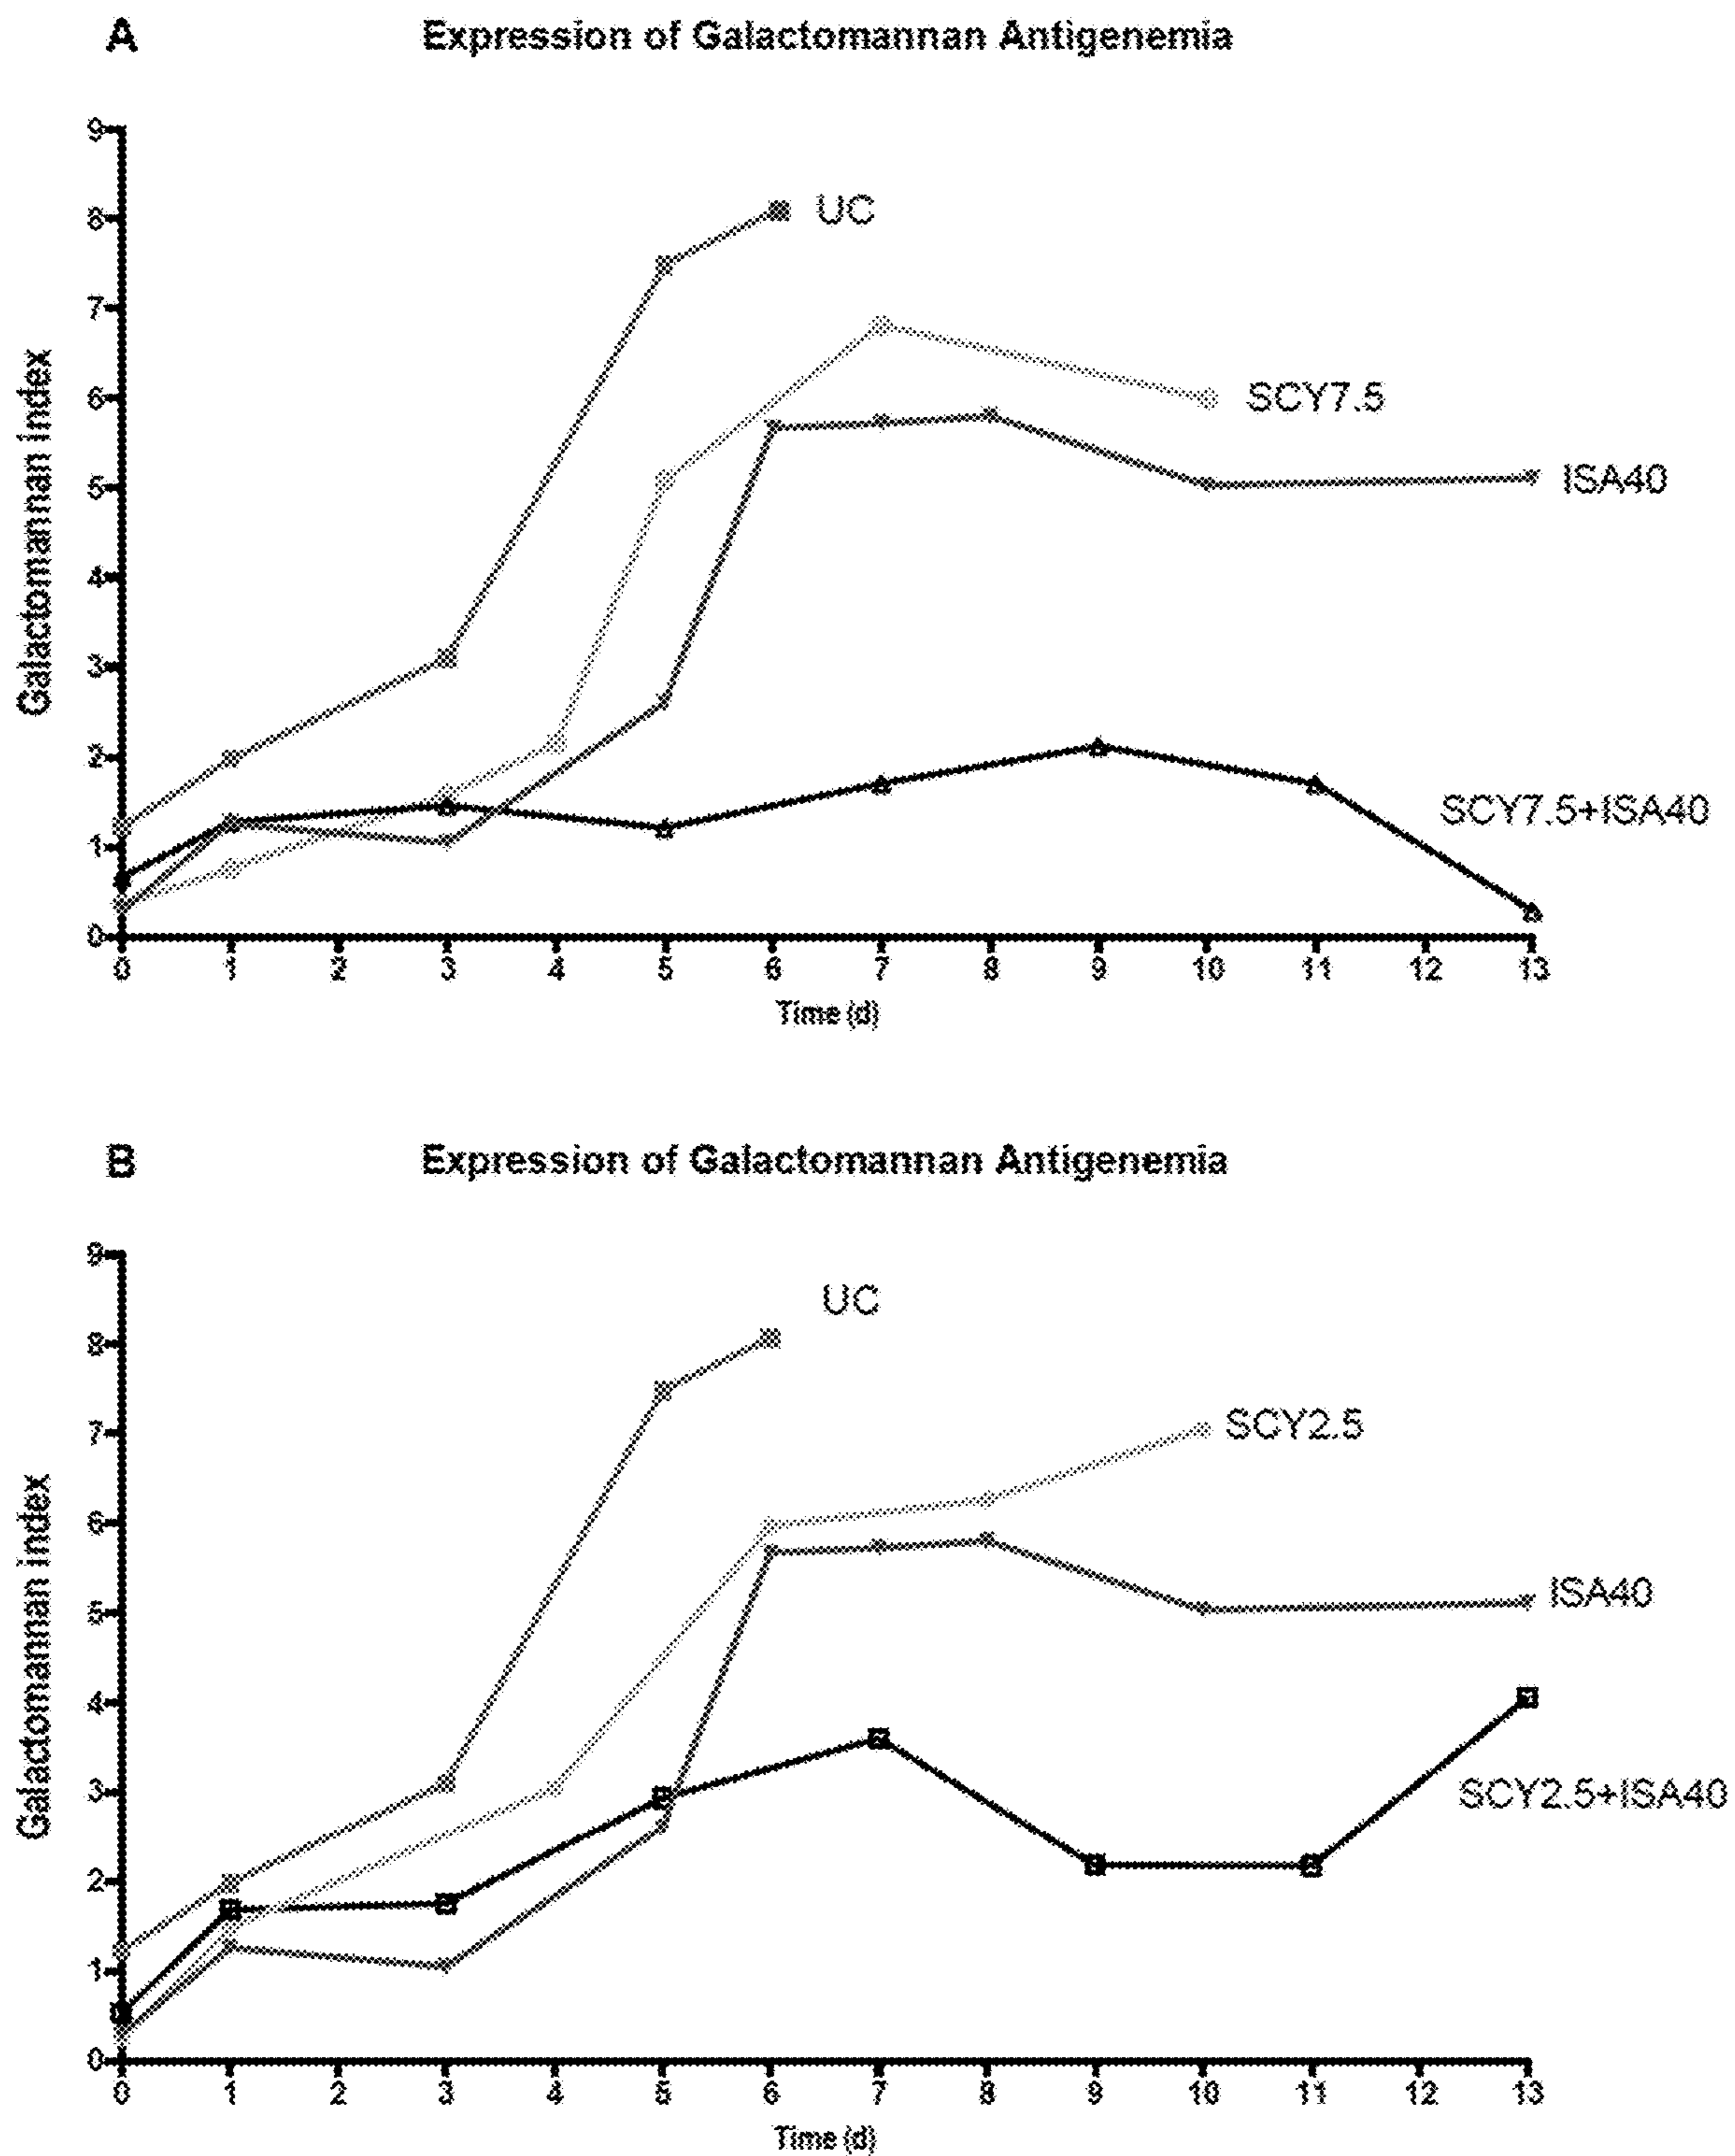 A
Expression of Galactomannan Antigenemia
9
8
7
6
5
4
3
2
1
0
Galactomannan index
UC
SCY7.5
ISA40
SCY7.5+ISA40
0 1 2 3 4 5 6 7 8 9 10 11 12 13
Time (d)
B
Expression of Galactomannan Antigenemia
9
8
7
6
5
4
3
2
1
0
Galactomannan index
UC
SCY2.5
ISA40
SCY2.5+ISA40
0 1 2 3 4 5 6 7 8 9 10 11 12 13
Time (d)